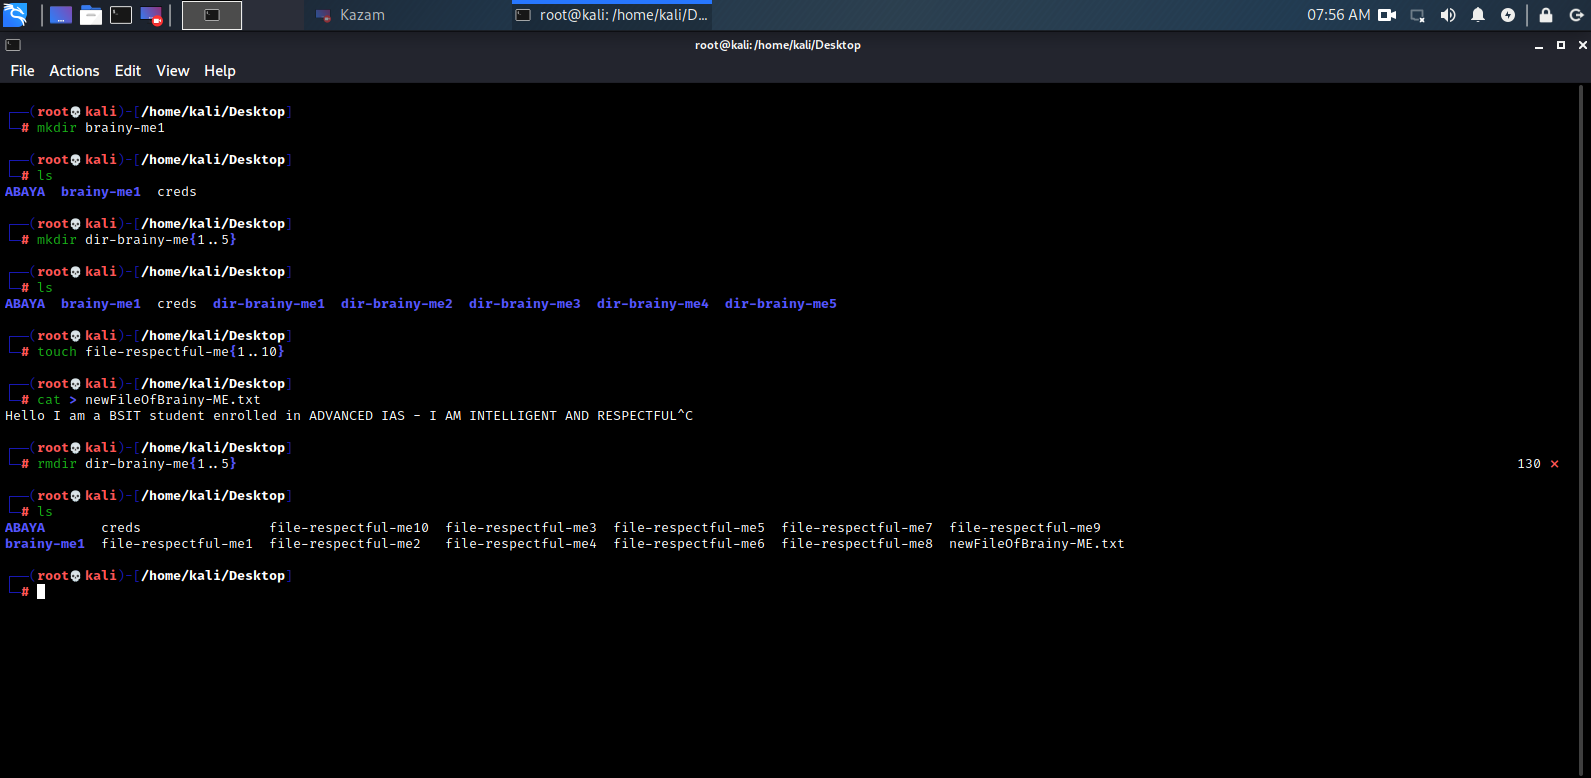 Kazam
root@kali: /home/kali/D...
07:56 AM
root@kali: /home/kali/Desktop
File Actions Edit View Help
(root💀kali)-[/home/kali/Desktop]
# mkdir brainy-me1
(root💀kali)-[/home/kali/Desktop]
# ls
ABAYA brainy-me1 creds
(root💀kali)-[/home/kali/Desktop]
# mkdir dir-brainy-me{1..5}
(root💀kali)-[/home/kali/Desktop]
# ls
ABAYA brainy-me1 creds dir-brainy-me1 dir-brainy-me2 dir-brainy-me3 dir-brainy-me4 dir-brainy-me5
(root💀kali)-[/home/kali/Desktop]
# touch file-respectful-me{1..10}
(root💀kali)-[/home/kali/Desktop]
# cat > newFileOfBrainy-ME.txt
Hello I am a BSIT student enrolled in ADVANCED IAS - I AM INTELLIGENT AND RESPECTFUL^C
(root💀kali)-[/home/kali/Desktop]
# rmdir dir-brainy-me{1..5} 130 ⨯
(root💀kali)-[/home/kali/Desktop]
# ls
ABAYA creds file-respectful-me10 file-respectful-me3 file-respectful-me5 file-respectful-me7 file-respectful-me9
brainy-me1 file-respectful-me1 file-respectful-me2 file-respectful-me4 file-respectful-me6 file-respectful-me8 newFileOfBrainy-ME.txt
(root💀kali)-[/home/kali/Desktop]
#